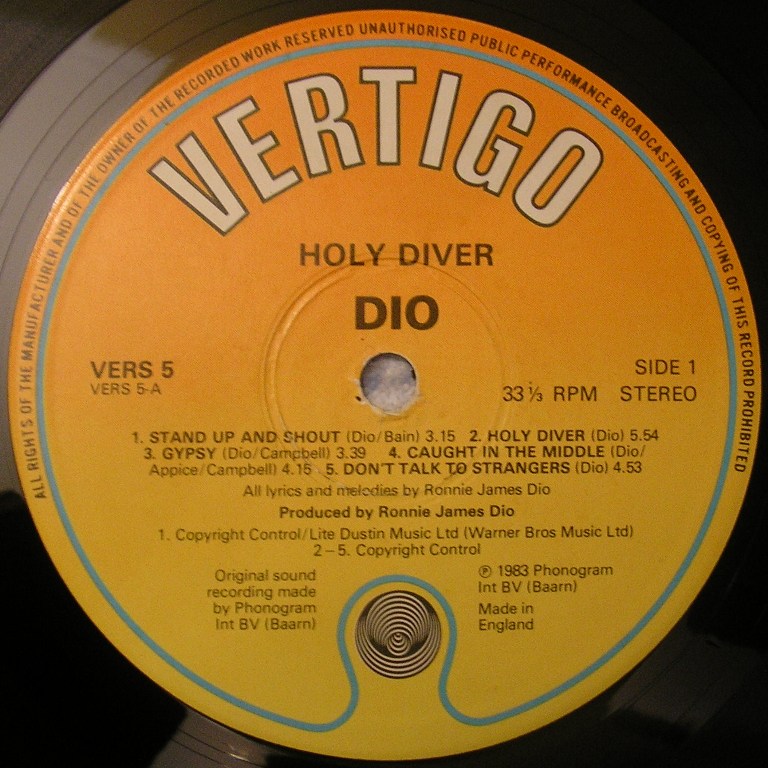 ALL RIGHTS OF THE MANUFACTURER AND OF THE OWNER OF THE RECORDED WORK RESERVED UNAUTHORISED PUBLIC PERFORMANCE BROADCASTING AND COPYING OF THIS RECORD PROHIBITED
VERTIGO
HOLY DIVER
DIO
VERS 5
VERS 5-A
SIDE 1
33⅓ RPM STEREO
1. STAND UP AND SHOUT (Dio/Bain) 3.15 2. HOLY DIVER (Dio) 5.54
3. GYPSY (Dio/Campbell) 3.39 4. CAUGHT IN THE MIDDLE (Dio/
Appice/Campbell) 4.15 5. DON'T TALK TO STRANGERS (Dio) 4.53
All lyrics and melodies by Ronnie James Dio
Produced by Ronnie James Dio
1. Copyright Control/Lite Dustin Music Ltd (Warner Bros Music Ltd)
2–5. Copyright Control
Original sound
recording made
by Phonogram
Int BV (Baarn)
℗ 1983 Phonogram
Int BV (Baarn)
Made in
England